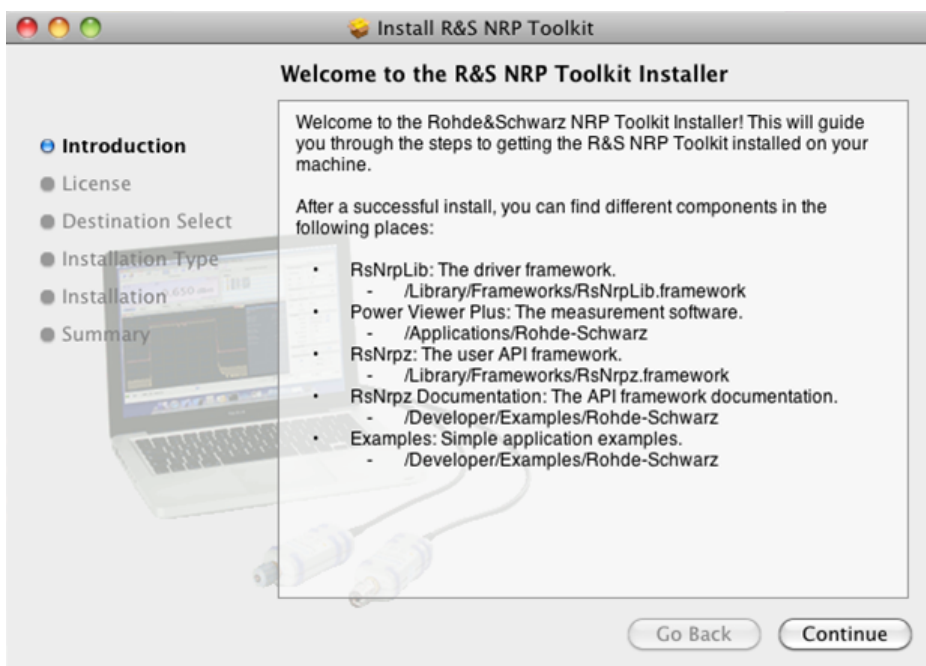 Install R&S NRP Toolkit
Welcome to the R&S NRP Toolkit Installer
Introduction
License
Destination Select
Installation Type
Installation
Summary
Welcome to the Rohde&Schwarz NRP Toolkit Installer! This will guide
you through the steps to getting the R&S NRP Toolkit installed on your
machine.
After a successful install, you can find different components in the
following places:
• RsNrpLib: The driver framework.
- /Library/Frameworks/RsNrpLib.framework
• Power Viewer Plus: The measurement software.
- /Applications/Rohde-Schwarz
• RsNrpz: The user API framework.
- /Library/Frameworks/RsNrpz.framework
• RsNrpz Documentation: The API framework documentation.
- /Developer/Examples/Rohde-Schwarz
• Examples: Simple application examples.
- /Developer/Examples/Rohde-Schwarz
Go Back
Continue